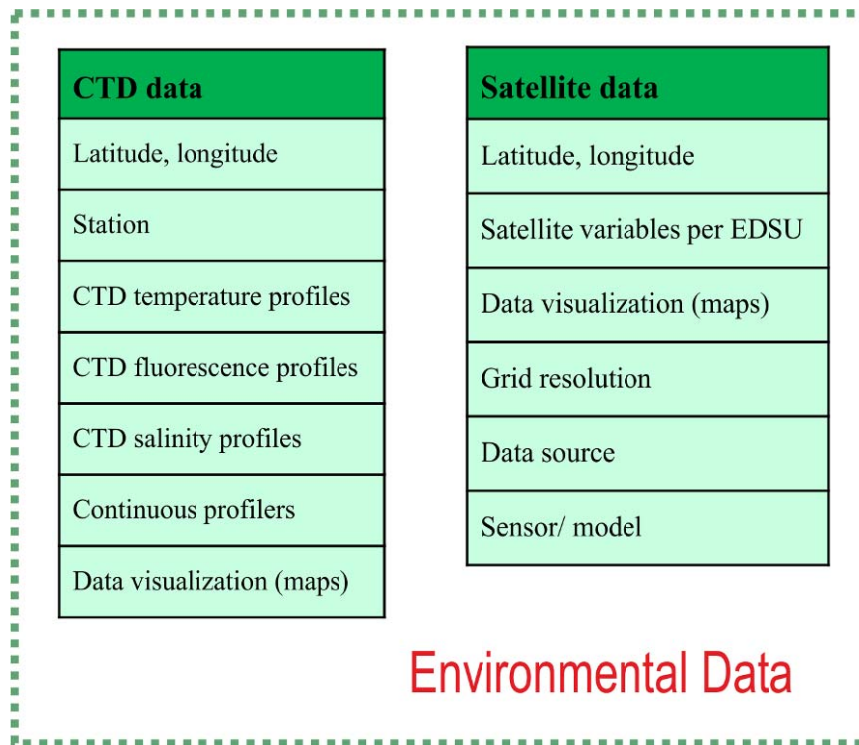 CTD data
Latitude, longitude
Station
CTD temperature profiles
CTD fluorescence profiles
CTD salinity profiles
Continuous profilers
Data visualization (maps)
Satellite data
Latitude, longitude
Satellite variables per EDSU
Data visualization (maps)
Grid resolution
Data source
Sensor/ model
Environmental Data